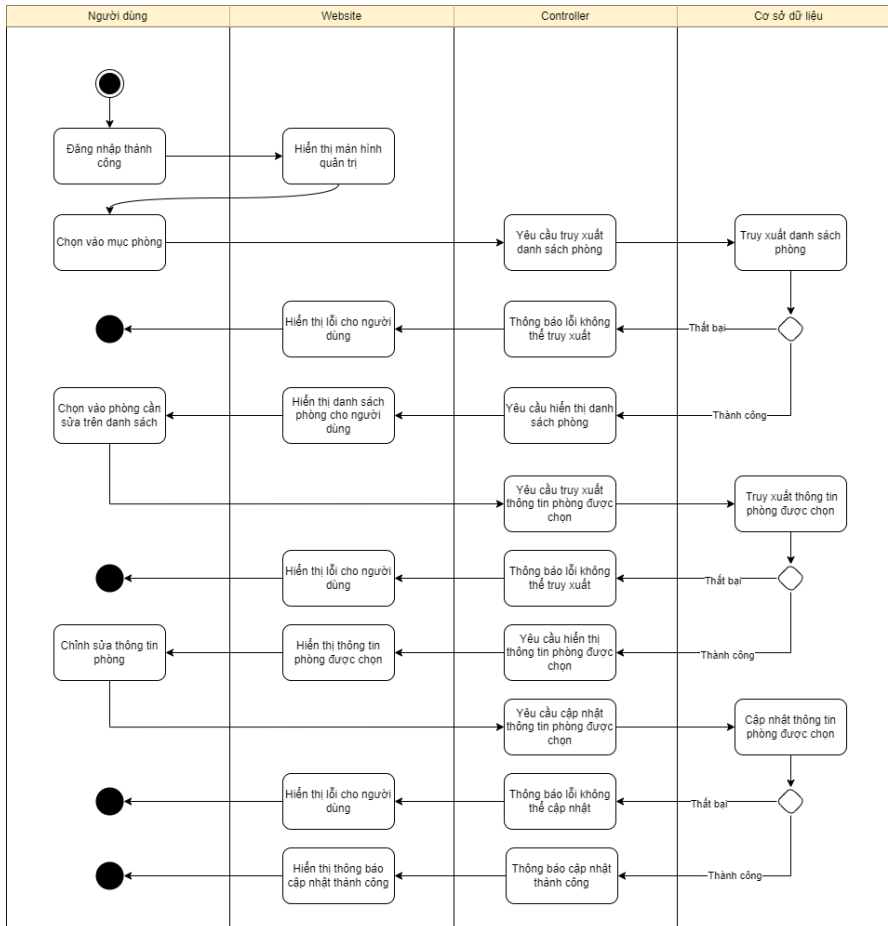 Người dùng
Website
Controller
Cơ sở dữ liệu
Đăng nhập thành
công
Hiển thị màn hình
quản trị
Chọn vào mục phòng
Yêu cầu truy xuất
danh sách phòng
Truy xuất danh sách
phòng
Hiển thị lỗi cho người
dùng
Thông báo lỗi không
thể truy xuất
Thất bại
Chọn vào phòng cần
sửa trên danh sách
Hiển thị danh sách
phòng cho người
dùng
Yêu cầu hiển thị danh
sách phòng
Thành công
Yêu cầu truy xuất
thông tin phòng được
chọn
Truy xuất thông tin
phòng được chọn
Hiển thị lỗi cho người
dùng
Thông báo lỗi không
thể truy xuất
Thất bại
Chỉnh sửa thông tin
phòng
Hiển thị thông tin
phòng được chọn
Yêu cầu hiển thị
thông tin phòng được
chọn
Thành công
Yêu cầu cập nhật
thông tin phòng được
chọn
Cập nhật thông tin
phòng được chọn
Hiển thị lỗi cho người
dùng
Thông báo lỗi không
thể cập nhật
Thất bại
Hiển thị thông báo
cập nhật thành công
Thông báo cập nhật
thành công
Thành công